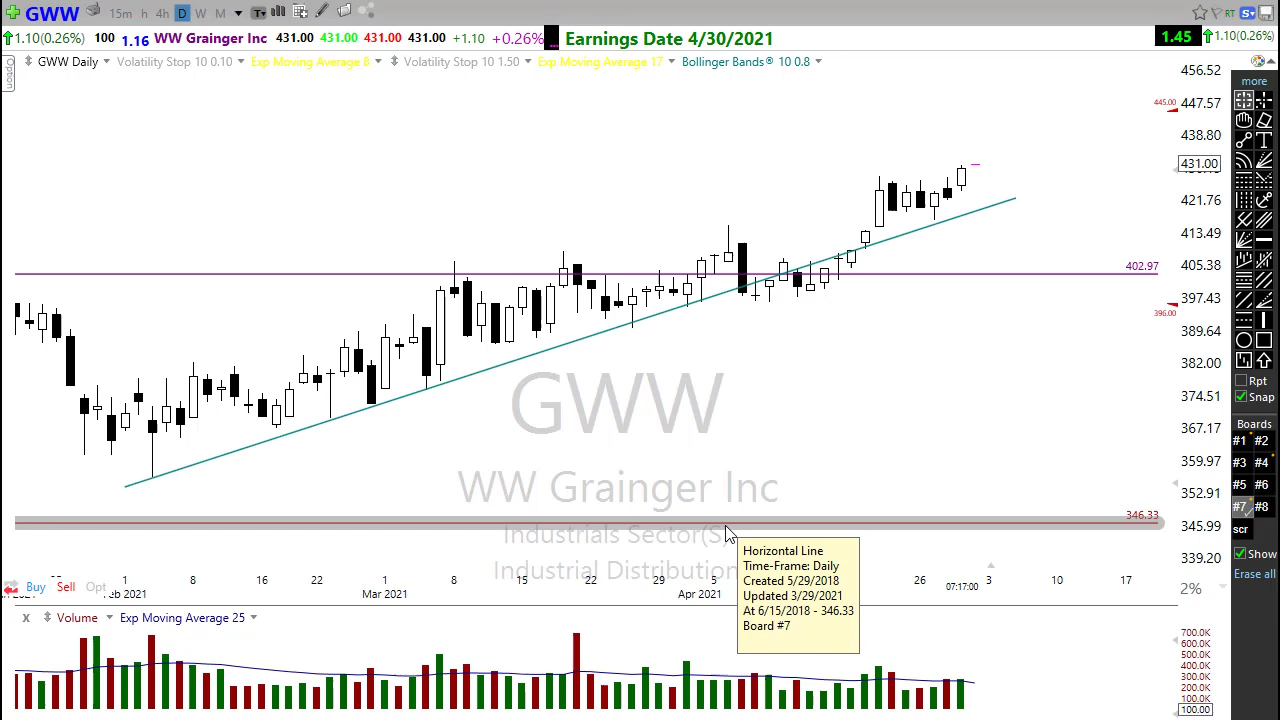 GWW 15m h 4h D W M T RT S
1.10(0.26%) 100 1.16 WW Grainger Inc 431.00 431.00 431.00 431.00 +1.10 +0.26% ... Earnings Date 4/30/2021 1.45 1.10(0.26%)
Option GWW Daily Volatility Stop 10 0.10 Exp Moving Average 8 Volatility Stop 10 1.50 Exp Moving Average 17 Bollinger Bands® 10 0.8
456.52
more
445.00
447.57
438.80
431.00
421.76
413.49
402.97
405.38
396.00
397.43
389.64
382.00
Rpt
374.51
Snap
GWW
367.17
Boards
#1 #2
359.97
#3 #4
WW Grainger Inc
#5 #6
352.91
#7 #8
346.33
345.99
scr
Industrials Sector(S)
Show
339.20
Industrial Distribution
Erase all
Horizontal Line
Time-Frame: Daily
Created 5/29/2018
Updated 3/29/2021
At 6/15/2018 - 346.33
Board #7
1 8 16 22 1 8 15 22 29 5 26 3 10 17
Buy Sell Opt Feb 2021 Mar 2021 Apr 2021 07:17:00 2%
x Volume Exp Moving Average 25
700.0K
600.0K
500.0K
400.0K
300.0K
200.0K
100.0K
100.00